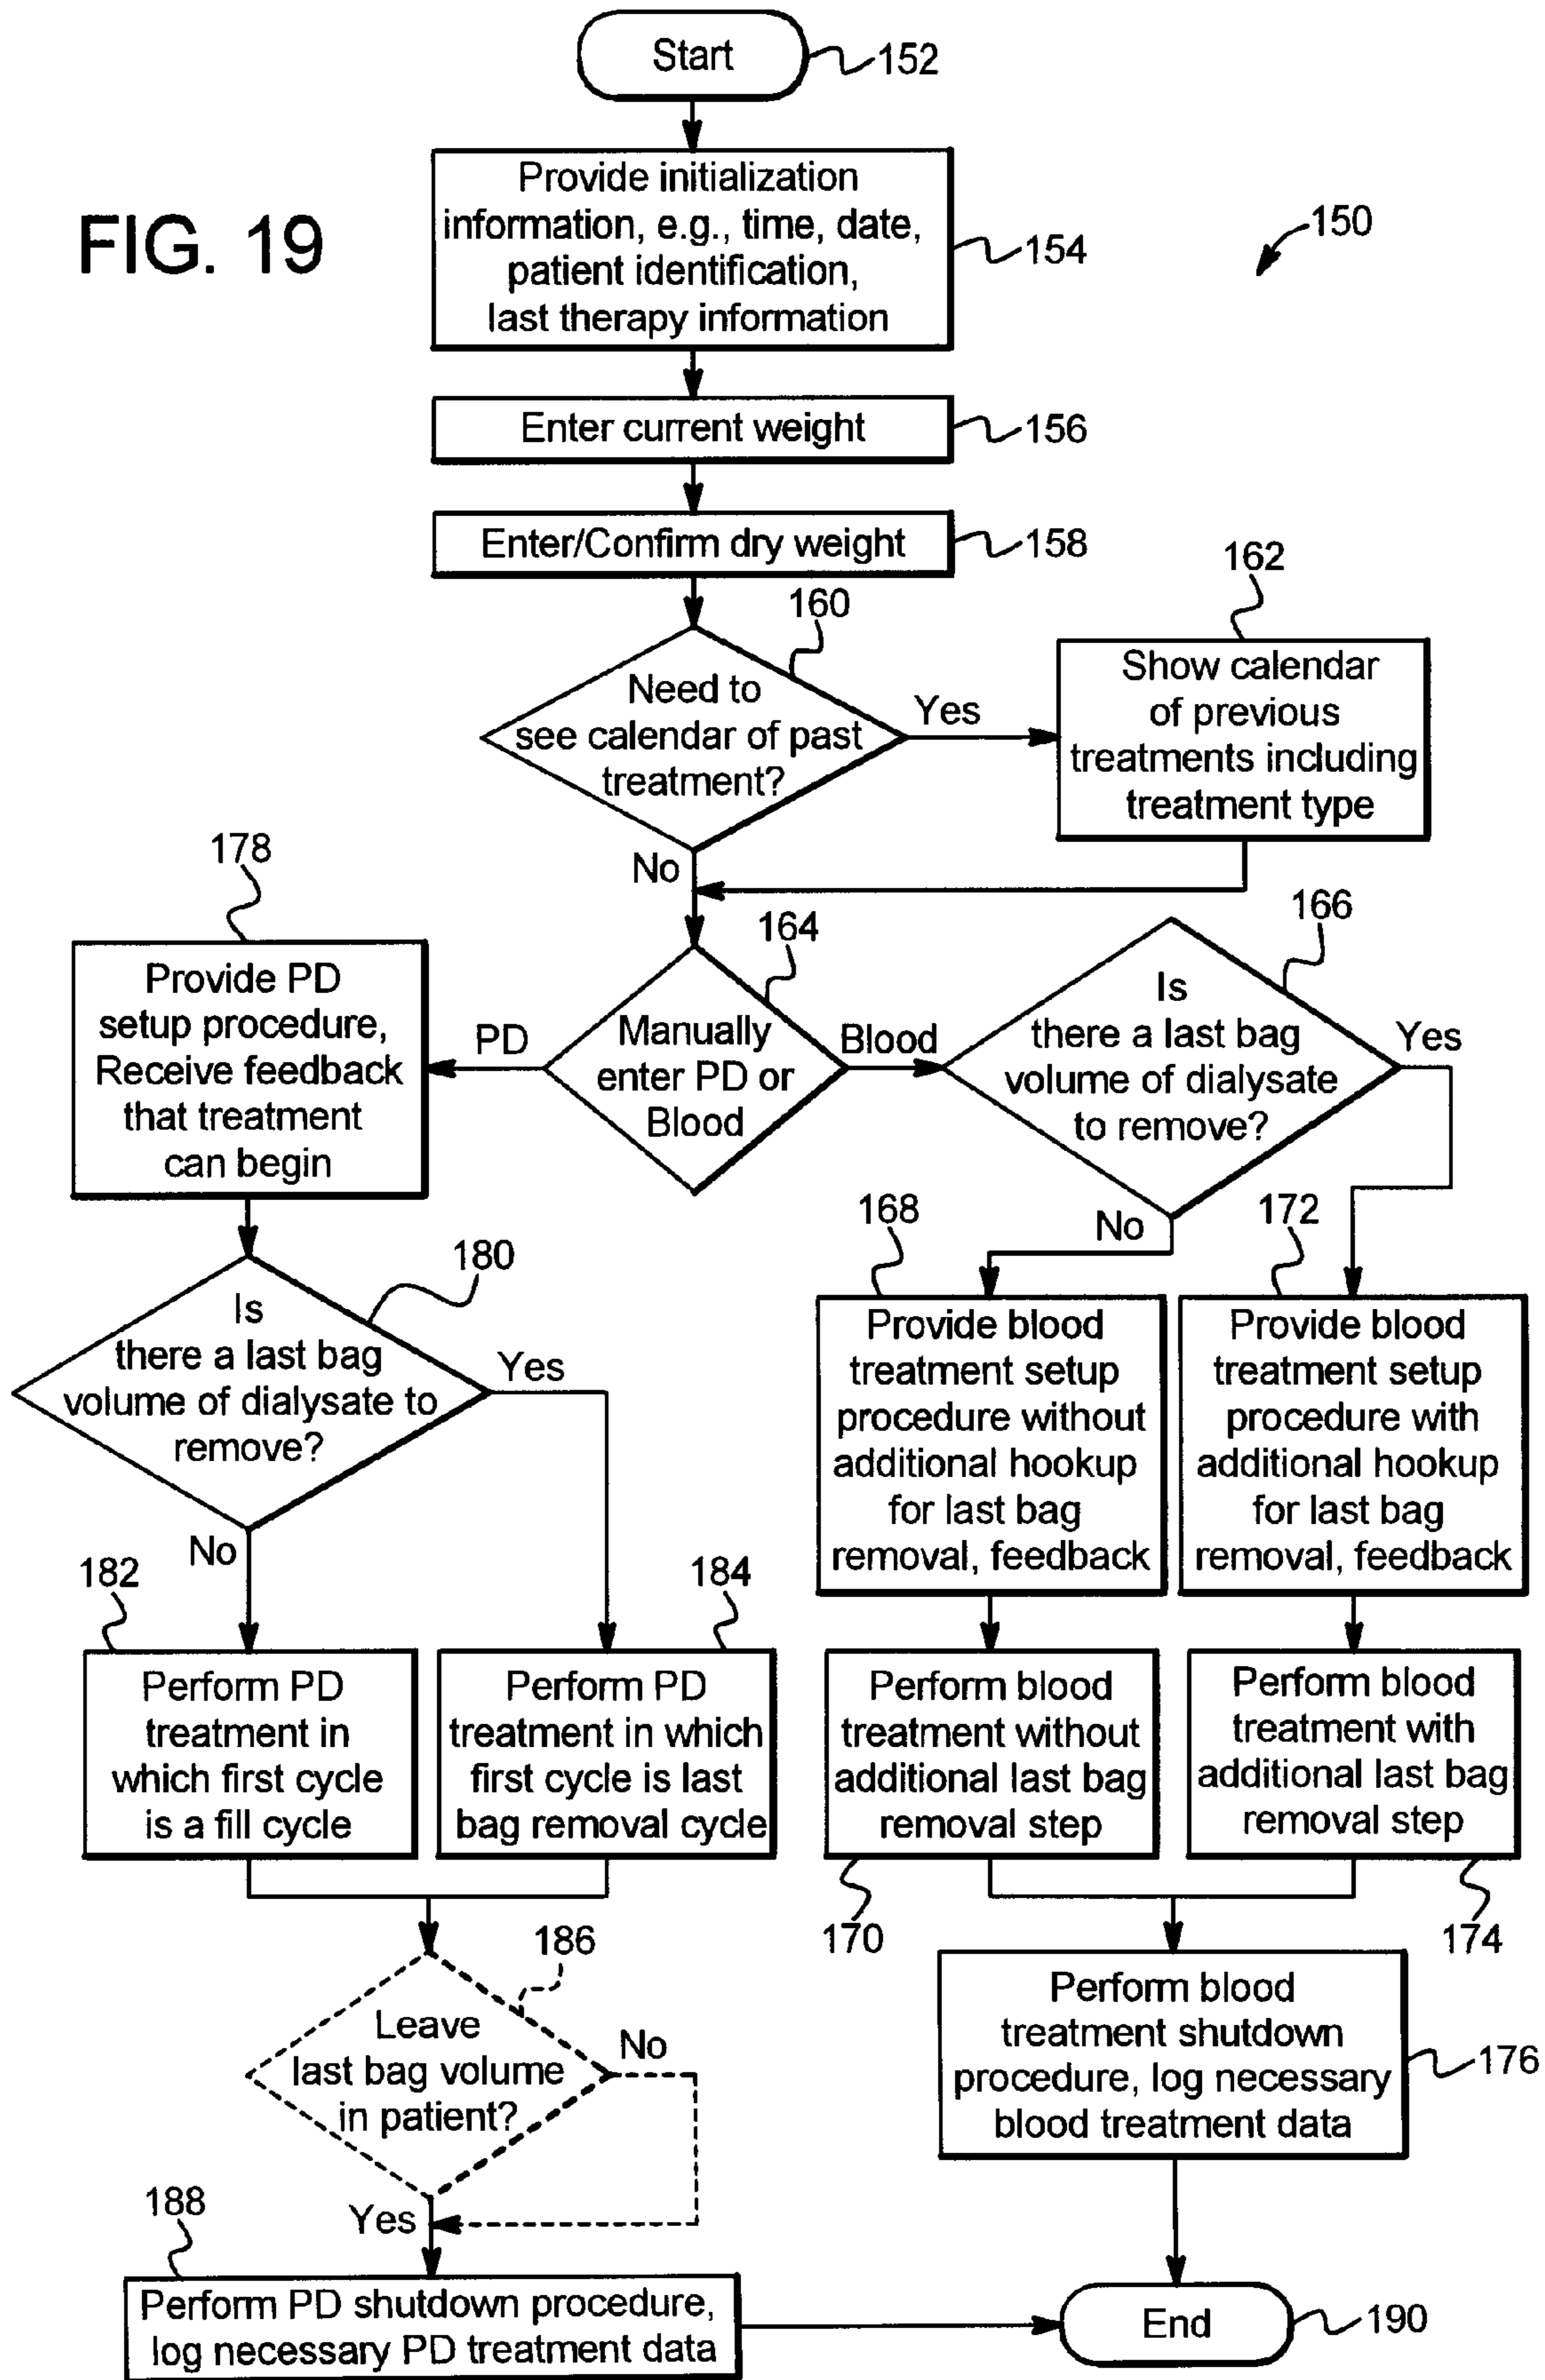 FIG. 19
150
Start
152
Provide initialization
information, e.g., time, date,
patient identification,
last therapy information
154
Enter current weight
156
Enter/Confirm dry weight
158
160
Need to
see calendar of past
treatment?
Yes
No
162
Show calendar
of previous
treatments including
treatment type
164
Manually
enter PD or
Blood
PD
Blood
166
Is
there a last bag
volume of dialysate
to remove?
Yes
No
178
Provide PD
setup procedure,
Receive feedback
that treatment
can begin
180
Is
there a last bag
volume of dialysate to
remove?
Yes
No
168
Provide blood
treatment setup
procedure without
additional hookup
for last bag
removal, feedback
172
Provide blood
treatment setup
procedure with
additional hookup
for last bag
removal, feedback
182
Perform PD
treatment in
which first cycle
is a fill cycle
184
Perform PD
treatment in which
first cycle is last
bag removal cycle
Perform blood
treatment without
additional last bag
removal step
170
Perform blood
treatment with
additional last bag
removal step
174
186
Leave
last bag volume
in patient?
No
Yes
Perform blood
treatment shutdown
procedure, log necessary
blood treatment data
176
188
Perform PD shutdown procedure,
log necessary PD treatment data
End
190